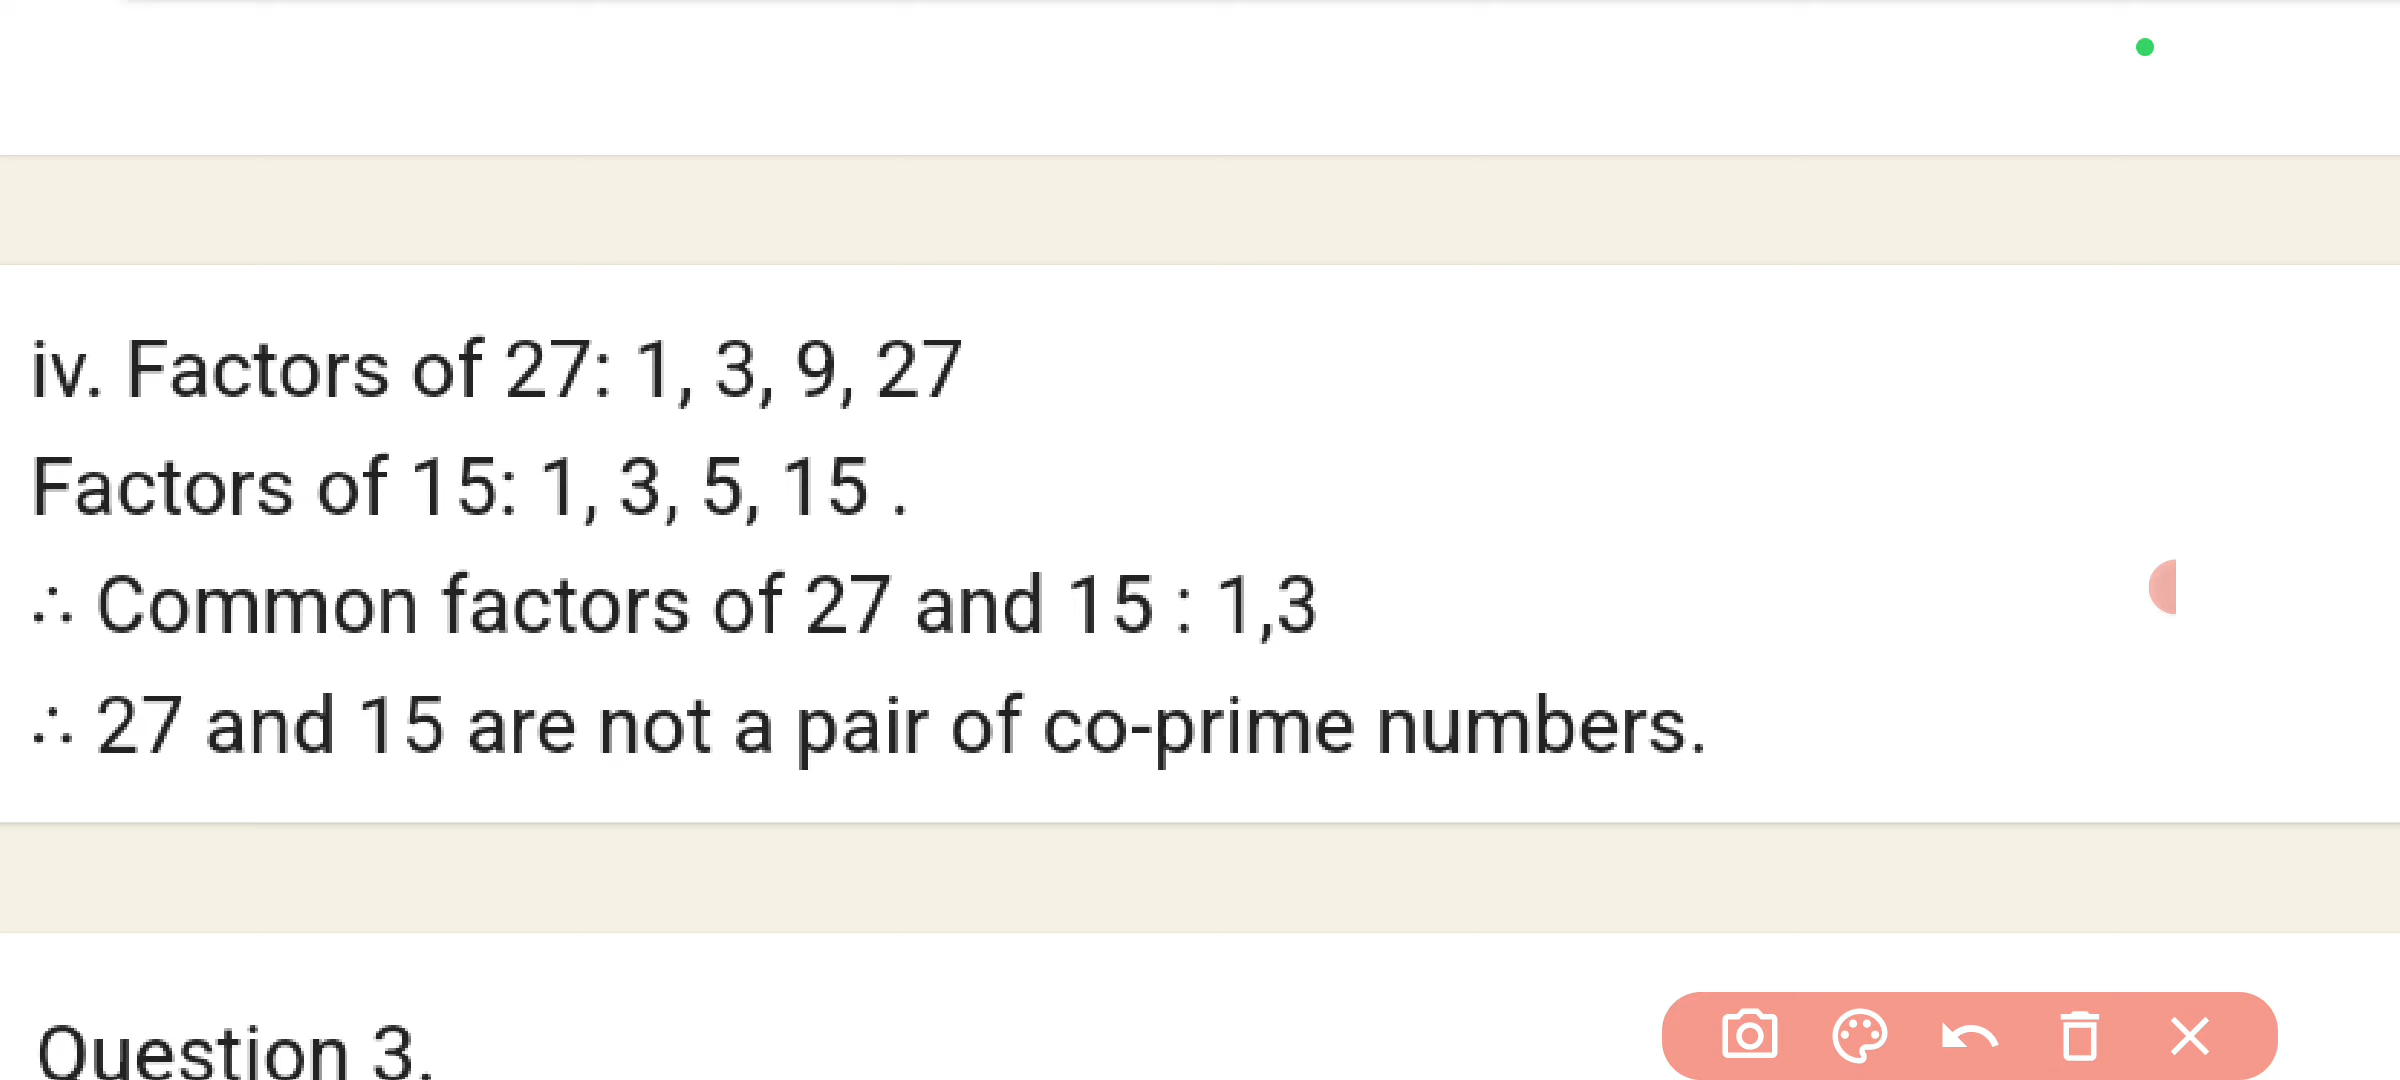 iv. Factors of 27: 1, 3, 9, 27
Factors of 15: 1, 3, 5, 15 .
∴ Common factors of 27 and 15 : 1,3
∴ 27 and 15 are not a pair of co-prime numbers.
Question 3.